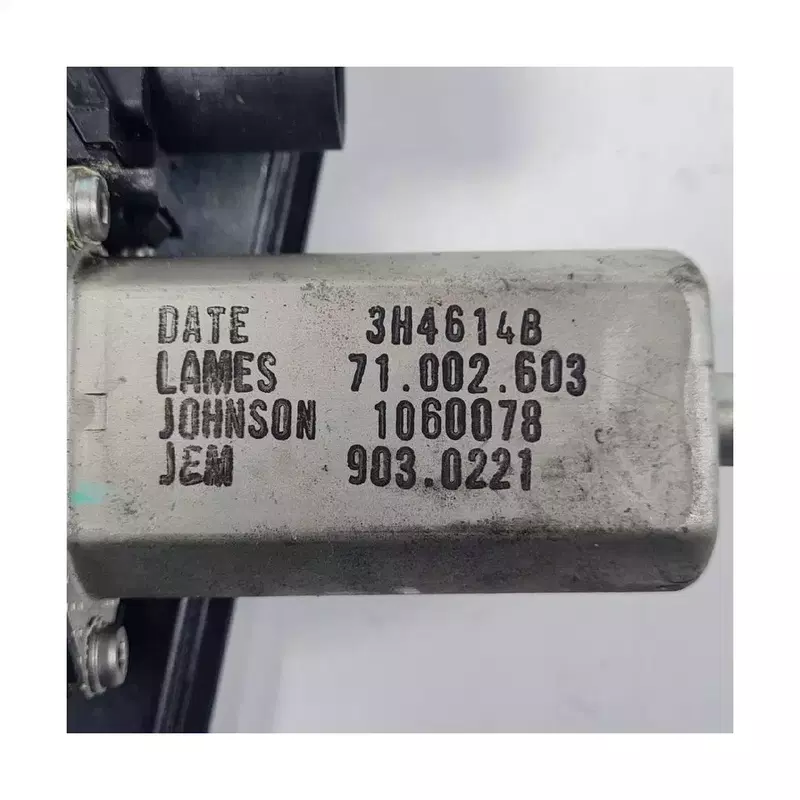 DATE 3H4614B
LAMES 71.002.603
JOHNSON 1060078
JEM 903.0221